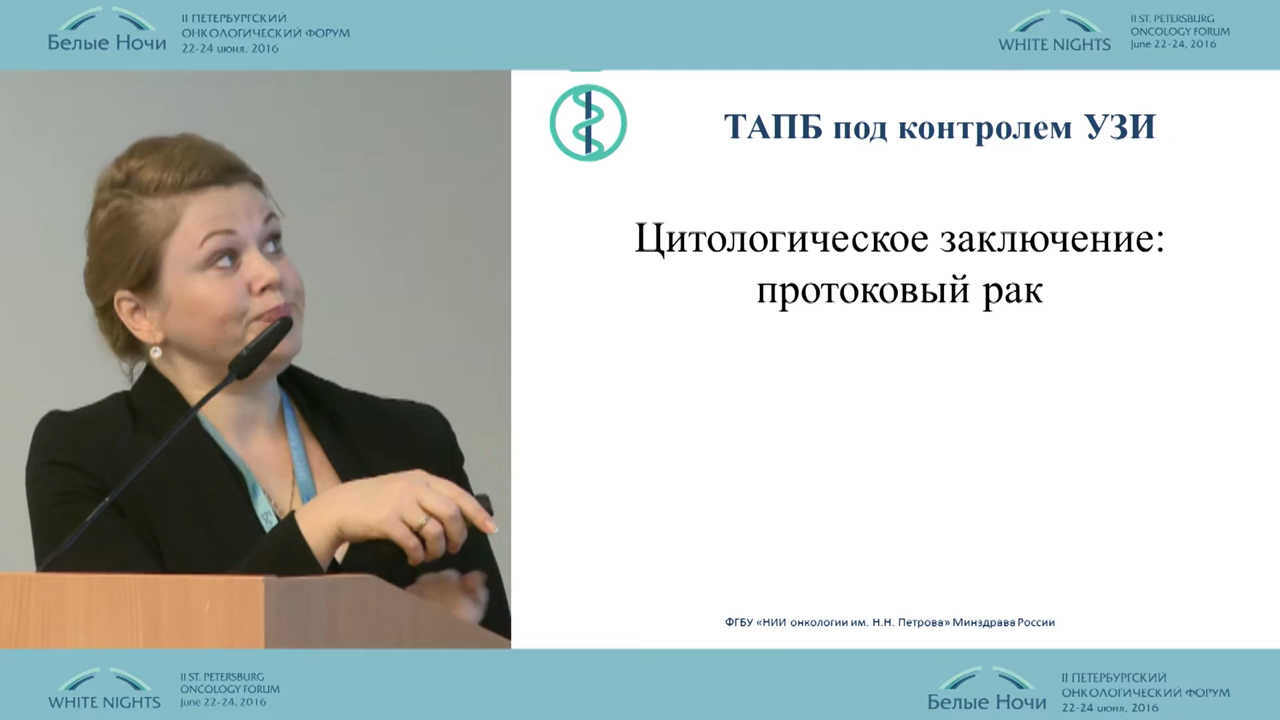 Белые Ночи
II ПЕТЕРБУРГСКИЙ
ОНКОЛОГИЧЕСКИЙ ФОРУМ
22-24 июня, 2016
WHITE NIGHTS
II ST. PETERSBURG
ONCOLOGY FORUM
June 22-24, 2016
ТАПБ под контролем УЗИ
Цитологическое заключение:
протоковый рак
ФГБУ «НИИ онкологии им. Н.Н. Петрова» Минздрава России
WHITE NIGHTS
II ST. PETERSBURG
ONCOLOGY FORUM
June 22-24, 2016
Белые Ночи
II ПЕТЕРБУРГСКИЙ
ОНКОЛОГИЧЕСКИЙ ФОРУМ
22-24 июня, 2016